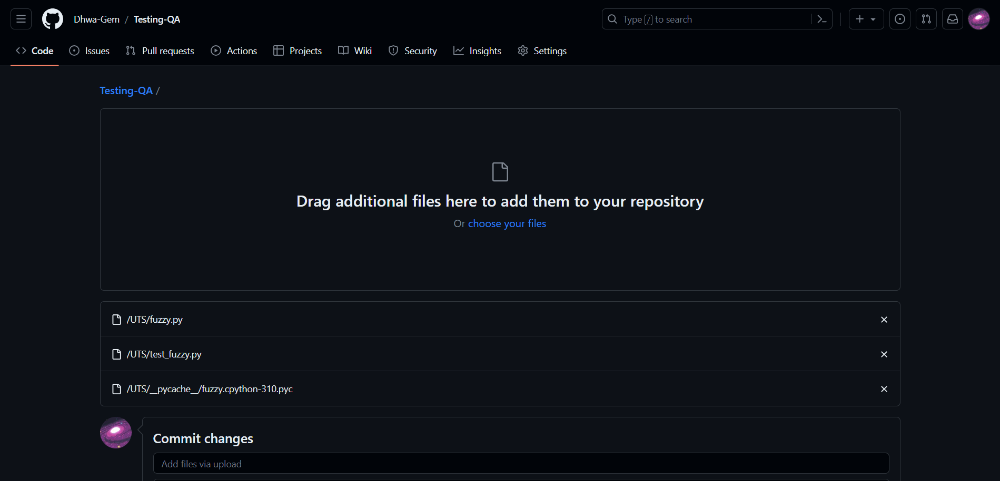 Dhwa-Gem / Testing-QA
Type / to search
Code Issues Pull requests Actions Projects Wiki Security Insights Settings
Testing-QA /
Drag additional files here to add them to your repository
Or choose your files
/UTS/fuzzy.py
/UTS/test_fuzzy.py
/UTS/__pycache__/fuzzy.cpython-310.pyc
Commit changes
Add files via upload